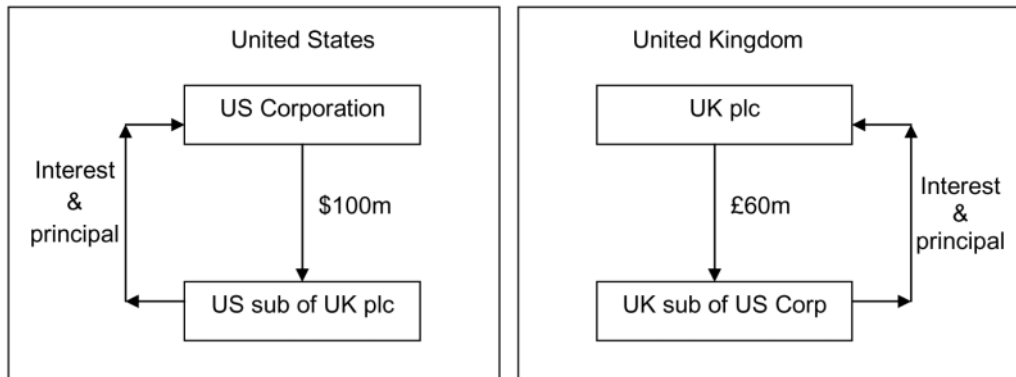 United States
US Corporation
Interest
&
principal
$100m
US sub of UK plc
United Kingdom
UK plc
£60m
Interest
&
principal
UK sub of US Corp